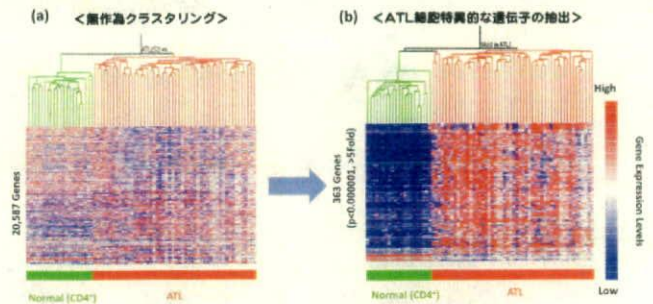 (a) <無作為クラスタリング>
20,587 Genes
Normal (CD4+)
ATL
(b) <ATL細胞特異的な遺伝子の抽出>
363 Genes
(p<0.000001, >5Fold)
Normal (CD4+)
ATL
High
Gene Expression Levels
Low